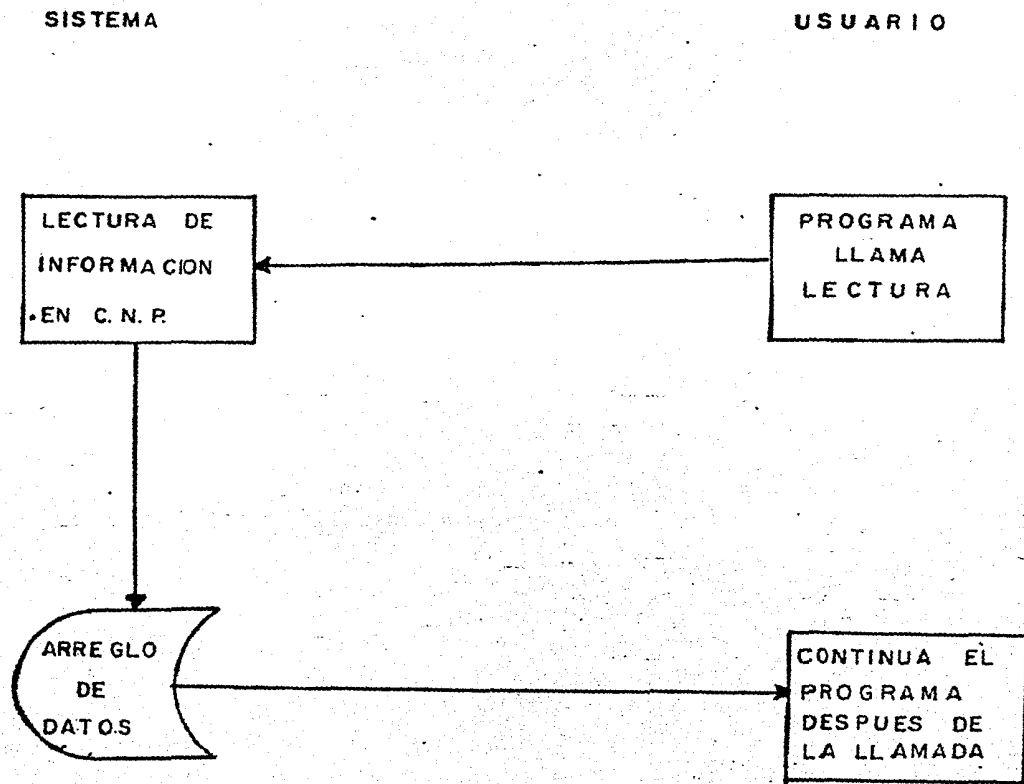 SISTEMA
USUARIO
LECTURA DE
INFORMACION
EN C.N.P.
PROGRAMA
LLAMA
LECTURA
ARREGLO
DE
DATOS
CONTINUA EL
PROGRAMA
DESPUES DE
LA LLAMADA